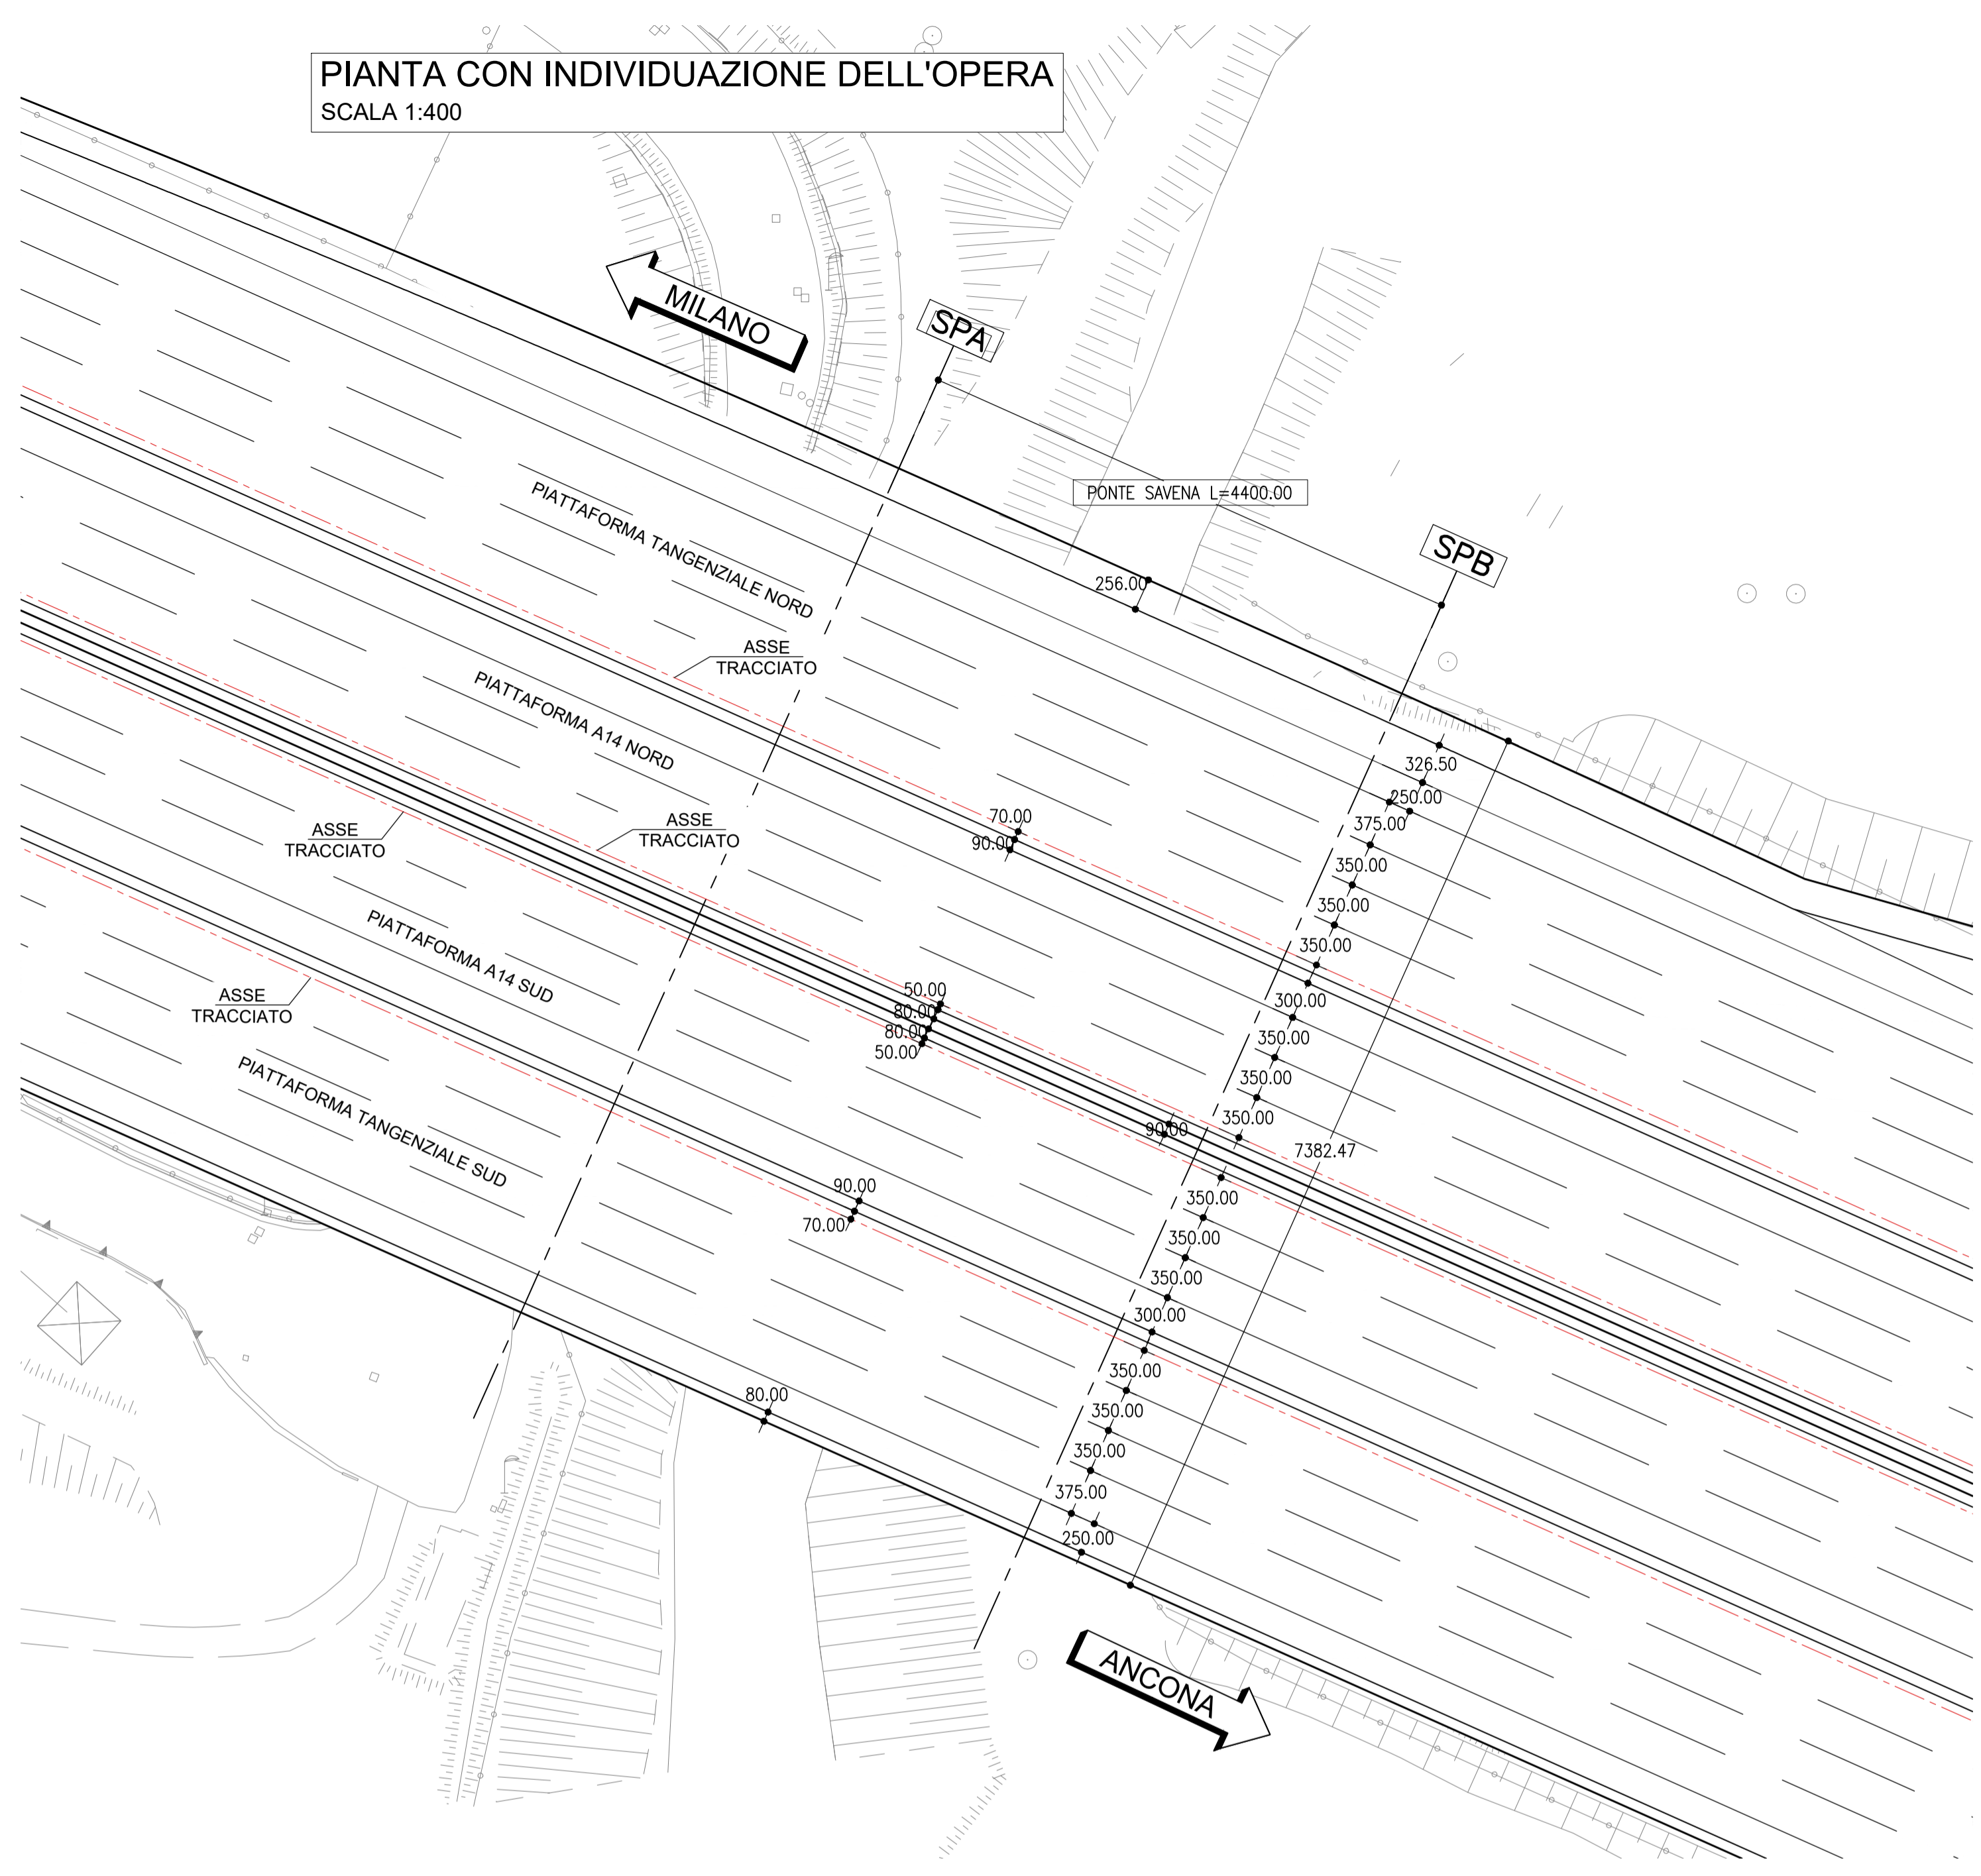 PIANTA CON INDIVIDUAZIONE DELL'OPERA
SCALA 1:400
MILANO
SPA
PONTE SAVENA L=4400.00
SPB
PIATTAFORMA TANGENZIALE NORD
256.00
ASSE
TRACCIATO
PIATTAFORMA A14 NORD
ASSE
TRACCIATO
ASSE
TRACCIATO
PIATTAFORMA A14 SUD
ASSE
TRACCIATO
PIATTAFORMA TANGENZIALE SUD
70.00
90.00
50.00
80.00
80.00
50.00
90.00
90.00
70.00
80.00
326.50
250.00
375.00
350.00
350.00
350.00
300.00
350.00
350.00
350.00
7382.47
350.00
350.00
350.00
300.00
350.00
350.00
350.00
375.00
250.00
ANCONA